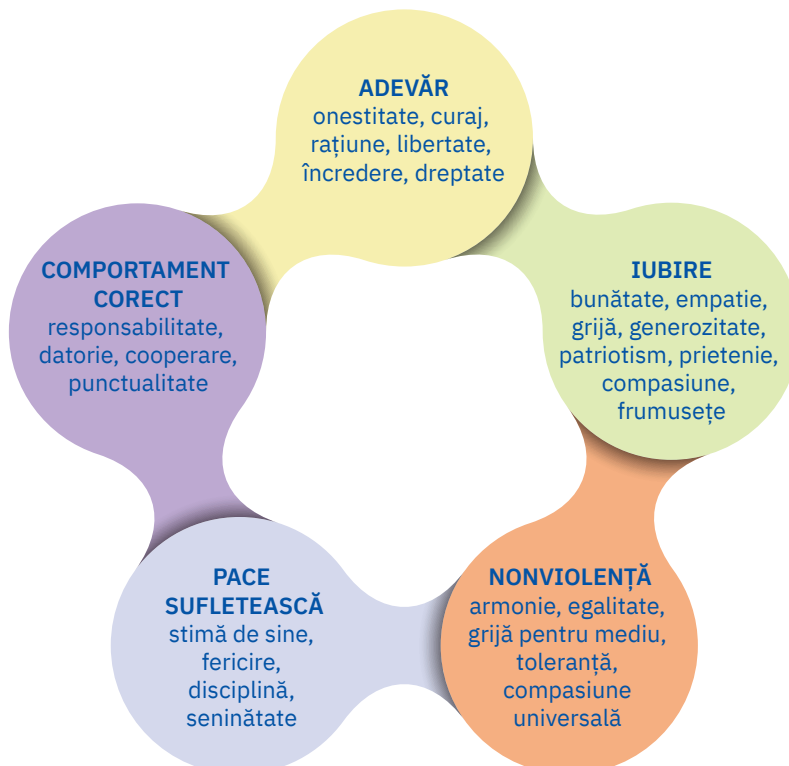 ADEVĂR
onestitate, curaj,
rațiune, libertate,
încredere, dreptate
COMPORTAMENT
CORECT
responsabilitate,
datorie, cooperare,
punctualitate
IUBIRE
bunătate, empatie,
grijă, generozitate,
patriotism, prietenie,
compasiune,
frumusețe
PACE
SUFLETEASCĂ
stimă de sine,
fericire,
disciplină,
seninătate
NONVIOLENȚĂ
armonie, egalitate,
grijă pentru mediu,
toleranță,
compasiune
universală